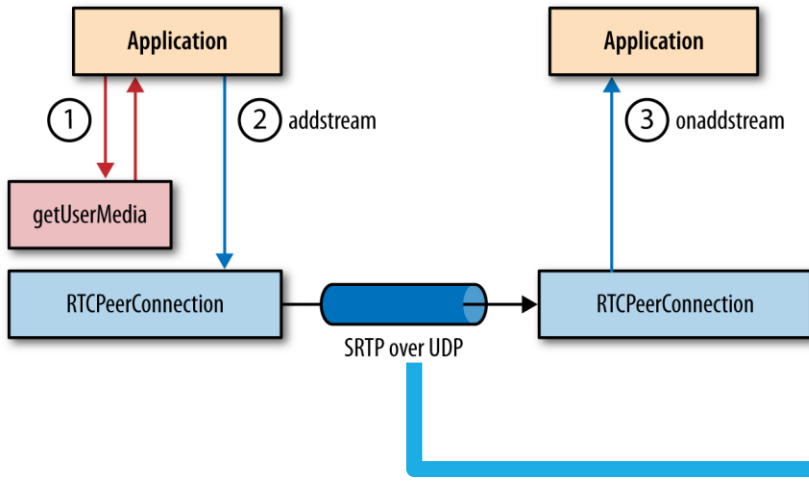 Application
Application
1
2 addstream
3 onaddstream
getUserMedia
RTCPeerConnection
RTCPeerConnection
SRTP over UDP